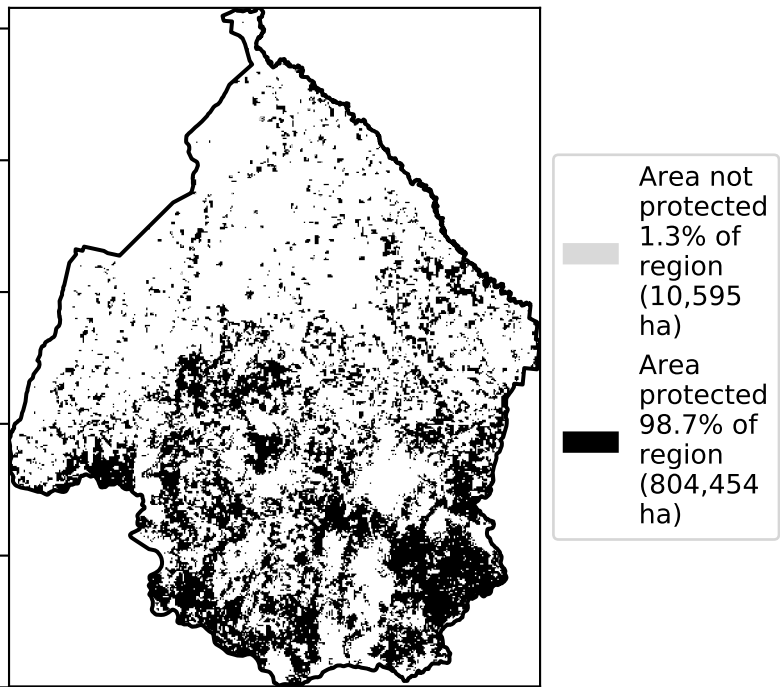 Area not
protected
1.3% of
region
(10,595
ha)
Area
protected
98.7% of
region
(804,454
ha)